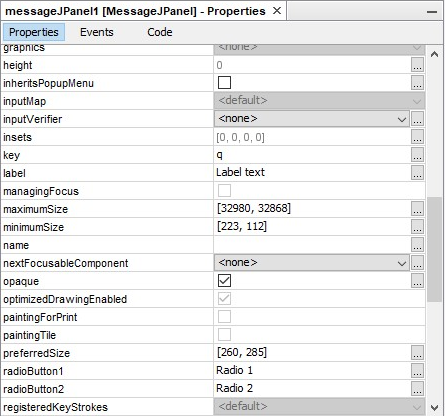 messageJPanel1 [MessageJPanel] - Properties ×
Properties Events Code
graphics <none> ...
height 0 ...
inheritsPopupMenu ...
inputMap <default> ...
inputVerifier <none> ...
insets [0, 0, 0, 0] ...
key q ...
label Label text ...
managingFocus
maximumSize [32980, 32868] ...
minimumSize [223, 112] ...
name ...
nextFocusableComponent <none> ...
opaque ...
optimizedDrawingEnabled
paintingForPrint
paintingTile
preferredSize [260, 285] ...
radioButton1 Radio 1 ...
radioButton2 Radio 2 ...
registeredKeyStrokes <default> ...